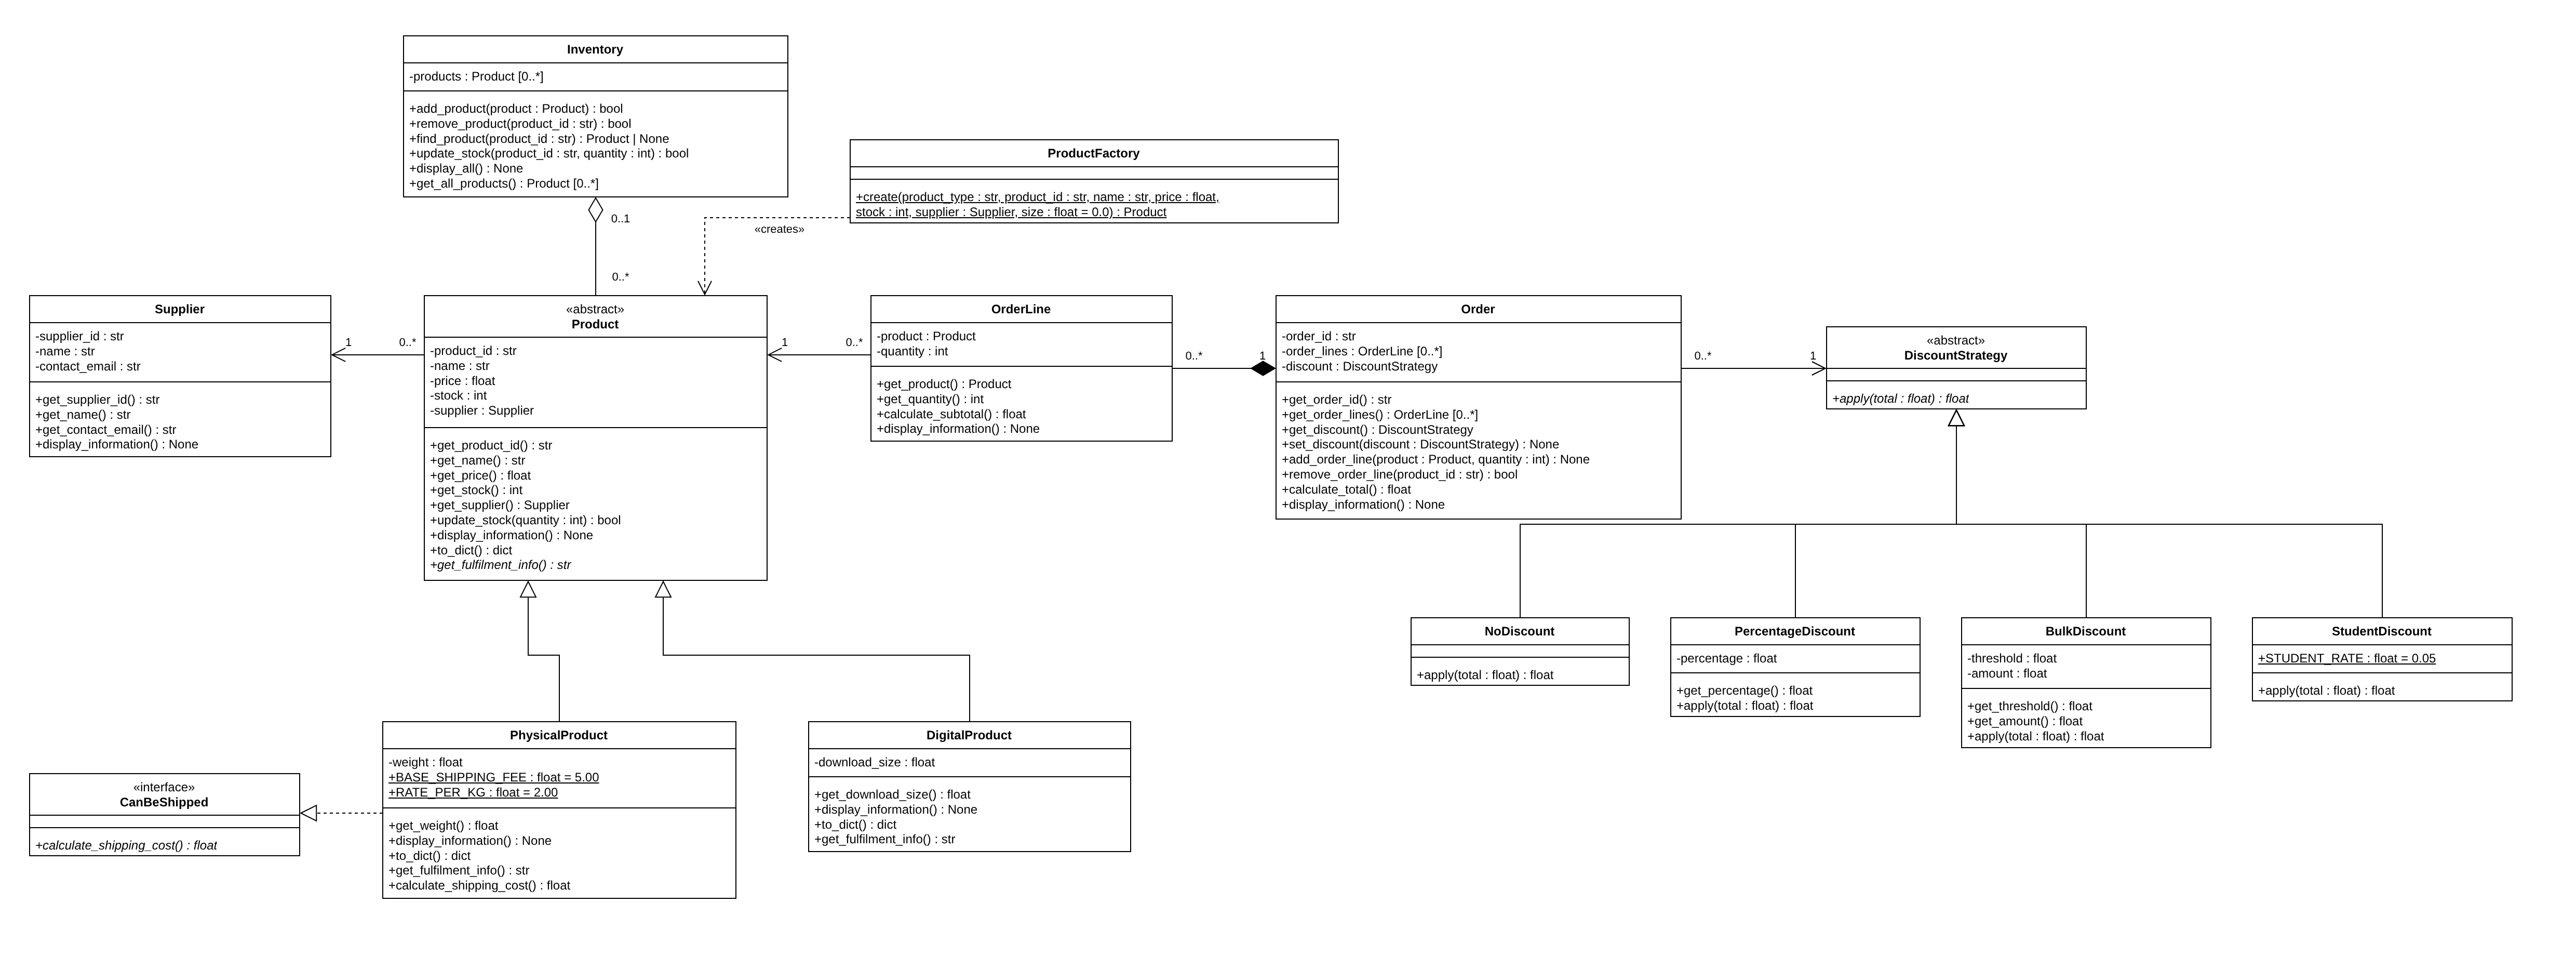 Inventory
-products : Product [0..*]
+add_product(product : Product) : bool
+remove_product(product_id : str) : bool
+find_product(product_id : str) : Product | None
+update_stock(product_id : str, quantity : int) : bool
+display_all() : None
+get_all_products() : Product [0..*]
0..1
0..*
ProductFactory
+create(product_type : str, product_id : str, name : str, price : float,
stock : int, supplier : Supplier, size : float = 0.0) : Product
«creates»
Supplier
-supplier_id : str
-name : str
-contact_email : str
+get_supplier_id() : str
+get_name() : str
+get_contact_email() : str
+display_information() : None
1
0..*
«abstract»
Product
-product_id : str
-name : str
-price : float
-stock : int
-supplier : Supplier
+get_product_id() : str
+get_name() : str
+get_price() : float
+get_stock() : int
+get_supplier() : Supplier
+update_stock(quantity : int) : bool
+display_information() : None
+to_dict() : dict
+get_fulfilment_info() : str
1
0..*
OrderLine
-product : Product
-quantity : int
+get_product() : Product
+get_quantity() : int
+calculate_subtotal() : float
+display_information() : None
0..*
1
Order
-order_id : str
-order_lines : OrderLine [0..*]
-discount : DiscountStrategy
+get_order_id() : str
+get_order_lines() : OrderLine [0..*]
+get_discount() : DiscountStrategy
+set_discount(discount : DiscountStrategy) : None
+add_order_line(product : Product, quantity : int) : None
+remove_order_line(product_id : str) : bool
+calculate_total() : float
+display_information() : None
0..*
1
«abstract»
DiscountStrategy
+apply(total : float) : float
NoDiscount
+apply(total : float) : float
PercentageDiscount
-percentage : float
+get_percentage() : float
+apply(total : float) : float
BulkDiscount
-threshold : float
-amount : float
+get_threshold() : float
+get_amount() : float
+apply(total : float) : float
StudentDiscount
+STUDENT_RATE : float = 0.05
+apply(total : float) : float
«interface»
CanBeShipped
+calculate_shipping_cost() : float
PhysicalProduct
-weight : float
+BASE_SHIPPING_FEE : float = 5.00
+RATE_PER_KG : float = 2.00
+get_weight() : float
+display_information() : None
+to_dict() : dict
+get_fulfilment_info() : str
+calculate_shipping_cost() : float
DigitalProduct
-download_size : float
+get_download_size() : float
+display_information() : None
+to_dict() : dict
+get_fulfilment_info() : str